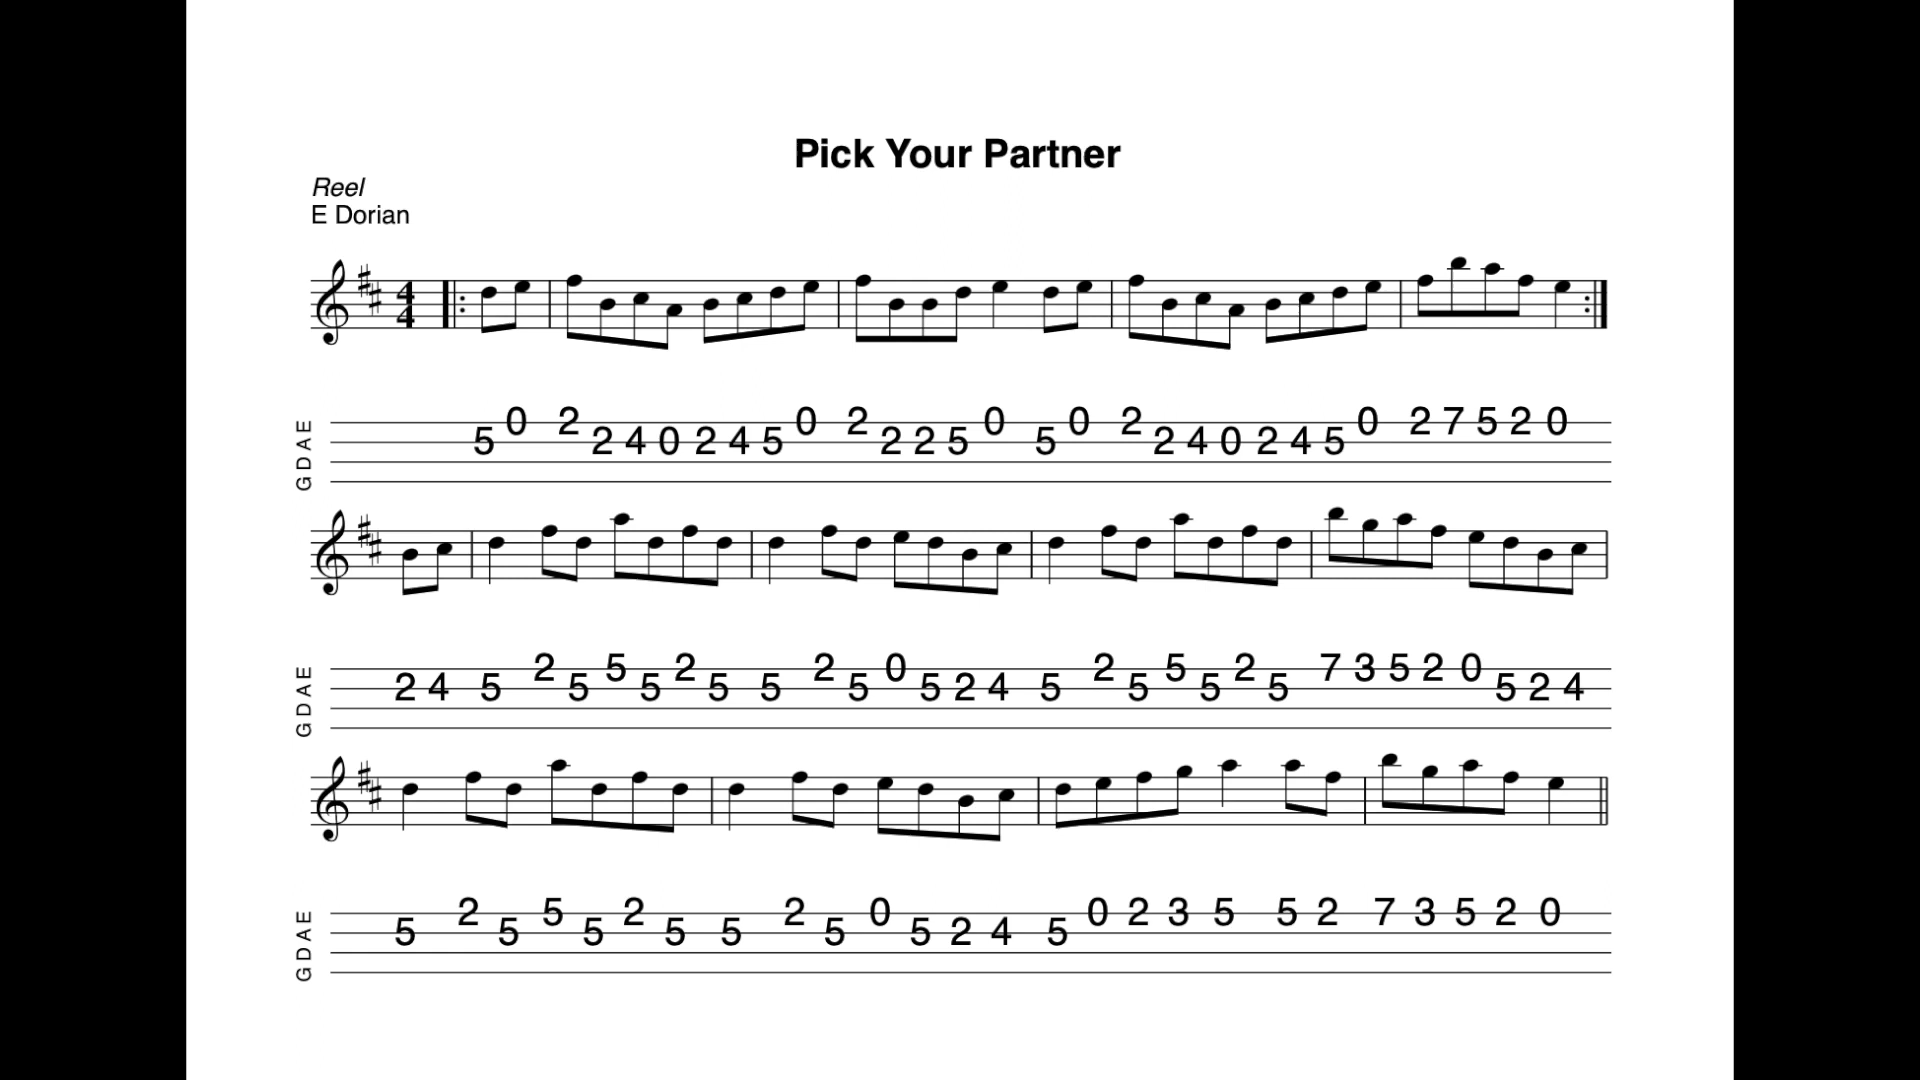 Pick Your Partner
Reel
E Dorian
4
4
G D A E
5 0 2 2 4 0 2 4 5 0 2 2 2 5 0 5 0 2 2 4 0 2 4 5 0 2 7 5 2 0
G D A E
2 4 5 2 5 5 5 2 5 5 2 5 0 5 2 4 5 2 5 5 5 2 5 7 3 5 2 0 5 2 4
G D A E
5 2 5 5 5 2 5 5 2 5 0 5 2 4 5 0 2 3 5 5 2 7 3 5 2 0